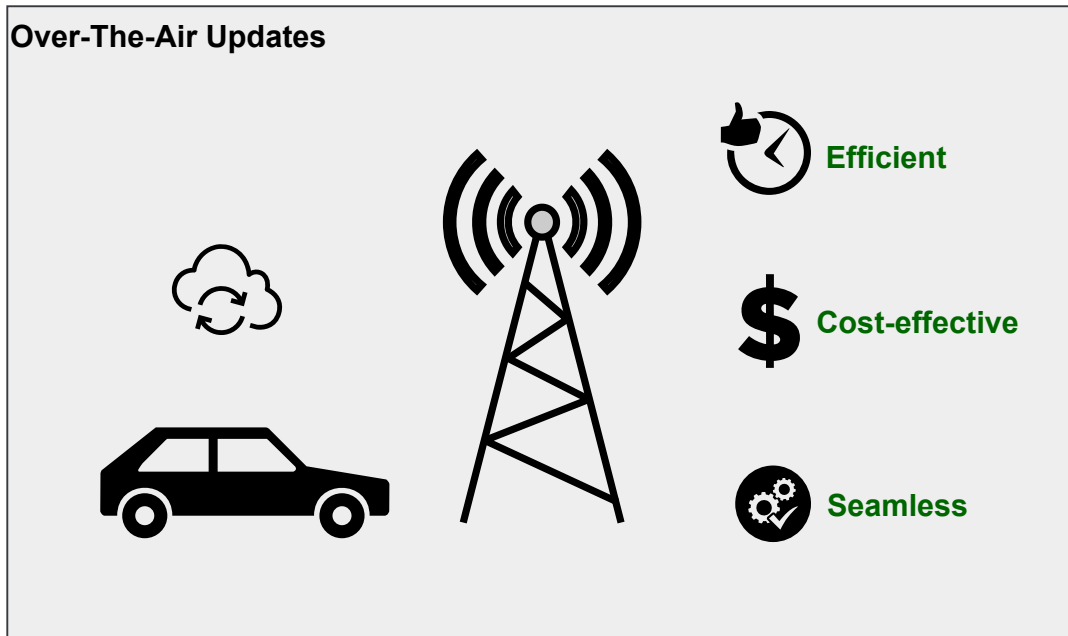 Over-The-Air Updates
Efficient
$
Cost-effective
Seamless